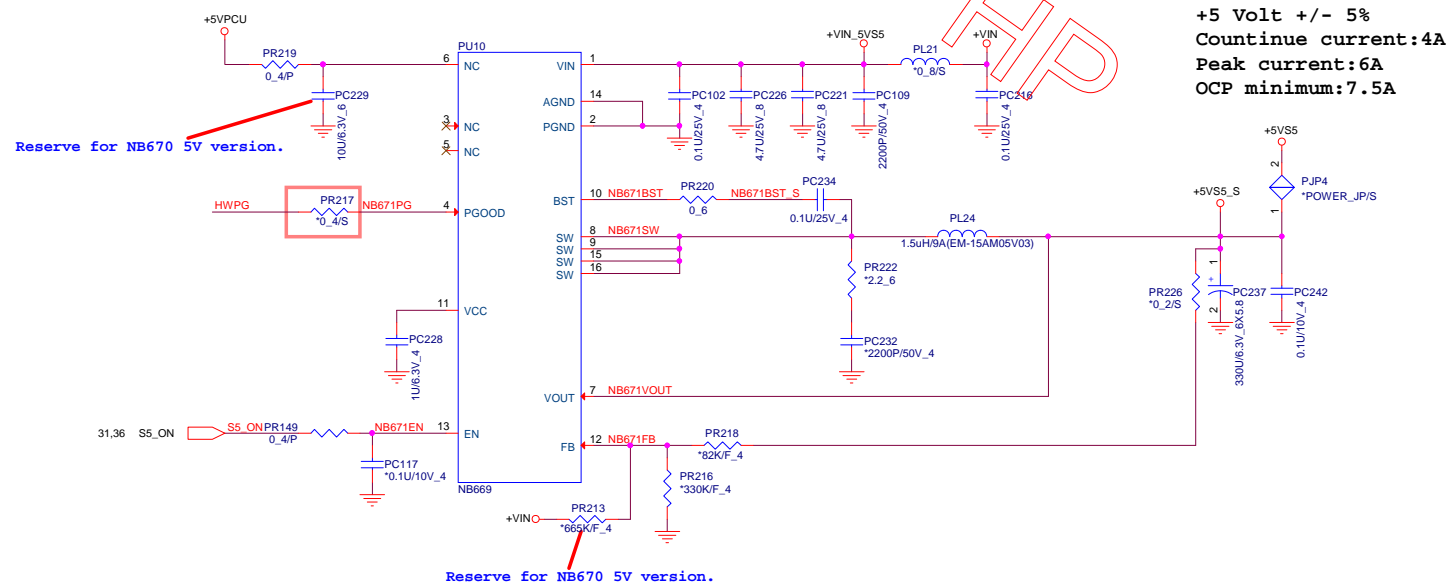 +5 Volt +/- 5%
Countinue current:4A
Peak current:6A
OCP minimum:7.5A
HP
+5VPCU
PR219
0_4/P
PC229
10U/6.3V_6
Reserve for NB670 5V version.
HWPG
PR217
*0_4/S
NB671PG
PC228
1U/6.3V_4
31,36
S5_ON
S5_ON
PR149
0_4/P
NB671EN
PC117
*0.1U/10V_4
PU10
6
NC
3
NC
5
NC
4
PGOOD
11
VCC
13
EN
NB669
VIN
1
AGND
14
PGND
2
BST
10
SW
8
SW
9
SW
15
SW
16
VOUT
7
FB
12
+VIN_5VS5
PL21
*0_8/S
+VIN
PC102
0.1U/25V_4
PC226
4.7U/25V_8
PC221
4.7U/25V_8
PC109
2200P/50V_4
PC216
0.1U/25V_4
NB671BST
PR220
0_6
NB671BST_S
PC234
0.1U/25V_4
NB671SW
PL24
1.5uH/9A(EM-15AM05V03)
PR222
*2.2_6
PC232
*2200P/50V_4
NB671VOUT
NB671FB
PR218
*82K/F_4
PR216
*330K/F_4
+VIN
PR213
*665K/F_4
Reserve for NB670 5V version.
+5VS5
2
PJP4
*POWER_JP/S
1
+5VS5_S
PR226
*0_2/S
1
+
PC237
2
330U/6.3V_6X5.8
PC242
0.1U/10V_4